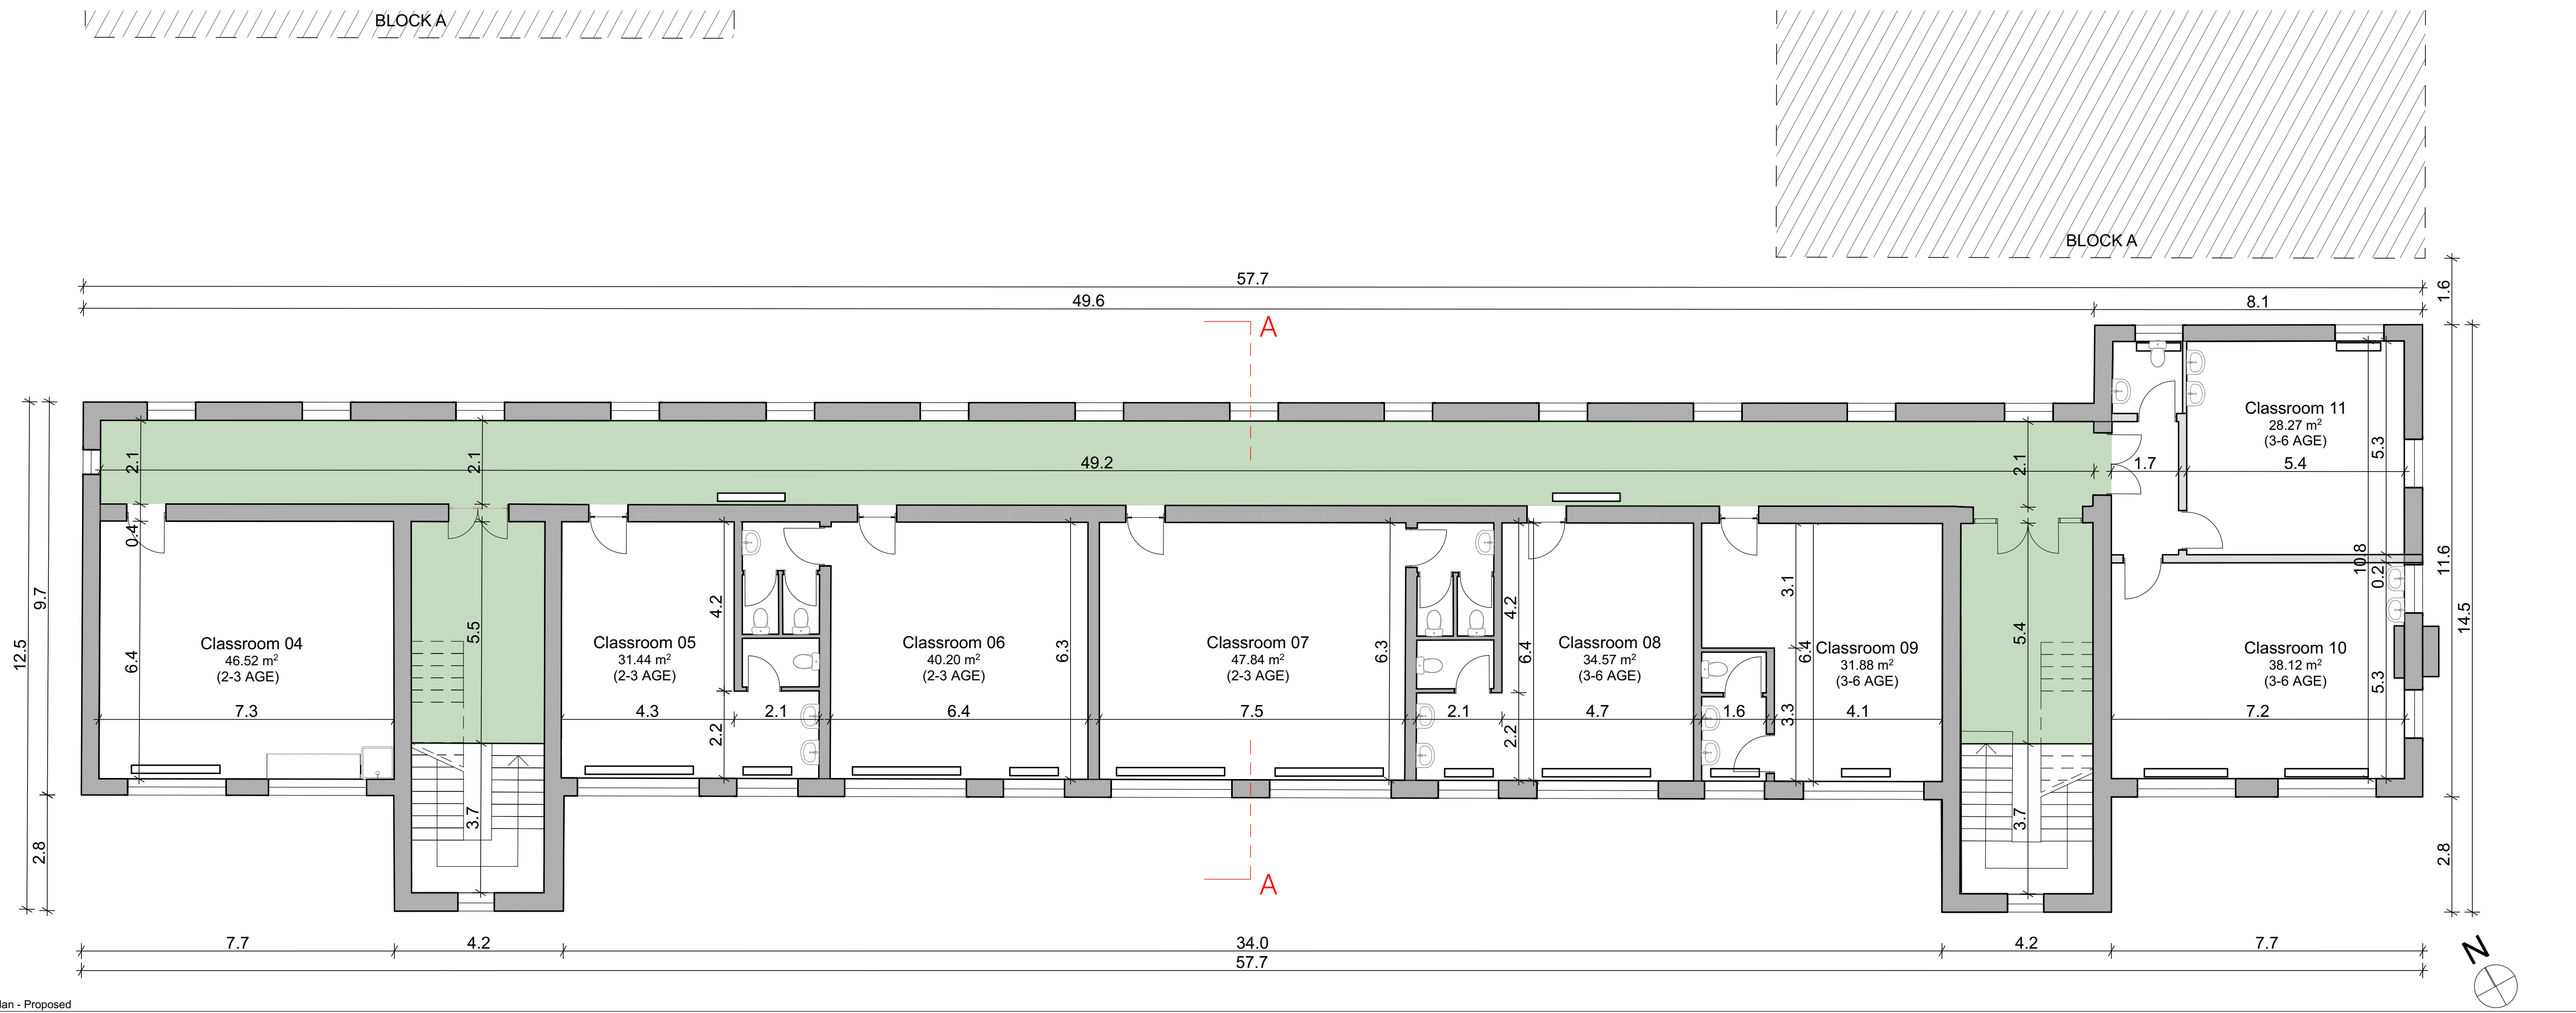 BLOCK A
BLOCK A
57.7
49.6
8.1
1.6
A
2.1
2.1
49.2
2.1
1.7
5.4
5.3
Classroom 11
28.27 m²
(3-6 AGE)
0.4
10.8
0.2
11.6
14.5
12.5
9.7
2.8
Classroom 04
46.52 m²
(2-3 AGE)
6.4
7.3
5.5
3.7
Classroom 05
31.44 m²
(2-3 AGE)
4.3
4.2
2.2
2.1
Classroom 06
40.20 m²
(2-3 AGE)
6.4
6.3
Classroom 07
47.84 m²
(2-3 AGE)
7.5
6.3
2.1
4.2
2.2
6.4
Classroom 08
34.57 m²
(3-6 AGE)
4.7
1.6
3.1
3.3
6.4
Classroom 09
31.88 m²
(3-6 AGE)
4.1
5.4
3.7
Classroom 10
38.12 m²
(3-6 AGE)
7.2
5.3
2.8
A
7.7
4.2
34.0
4.2
7.7
57.7
N
lan - Proposed